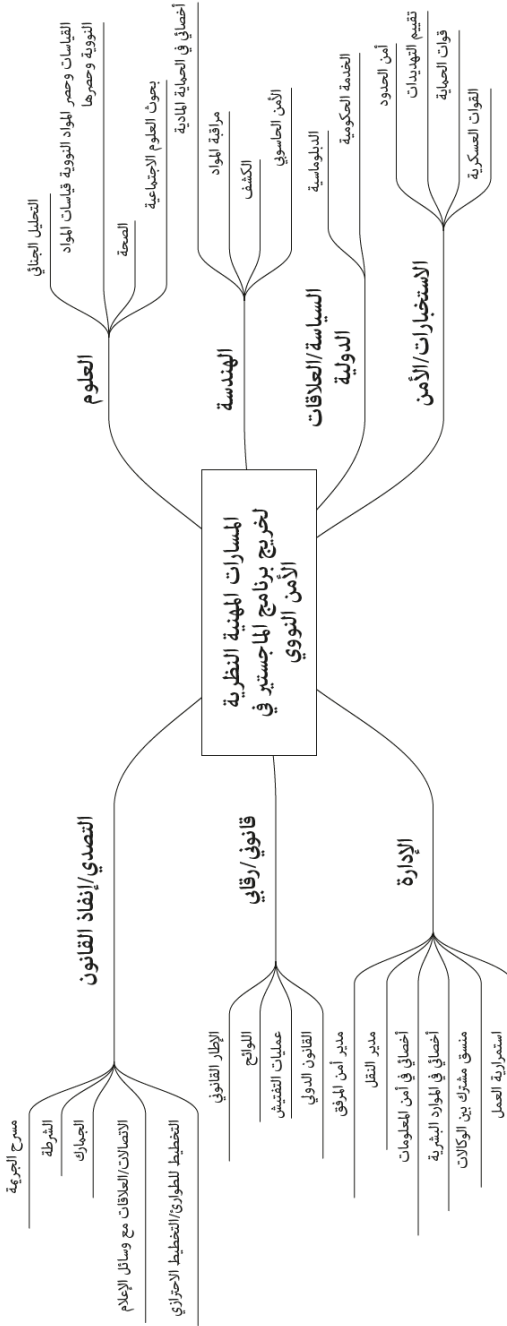 المسارات المهنية النظرية
لخريج برنامج الماجستير في
الأمن النووي
العلوم
التحليل الجنائي
القياسات وحصر المواد النووية قياسات المواد
النووية وحصرها
الصحة
بحوث العلوم الاجتماعية
الهندسة
أخصائي في الحماية المادية
مراقبة المواد
الكشف
الأمن الحاسوبي
السياسة/العلاقات
الدولية
الدبلوماسية
الخدمة الحكومية
الاستخبارات/الأمن
أمن الحدود
تقييم التهديدات
قوات الحماية
القوات العسكرية
التصدي/إنفاذ القانون
مسرح الجريمة
الشرطة
الجمارك
الاتصالات/العلاقات مع وسائل الإعلام
التخطيط للطوارئ/التخطيط الاحترازي
قانوني/رقابي
الإطار القانوني
اللوائح
عمليات التفتيش
القانون الدولي
الإدارة
مدير أمن المرفق
مدير النقل
أخصائي في أمن المعلومات
أخصائي في الموارد البشرية
منسق مشترك بين الوكالات
استمرارية العمل